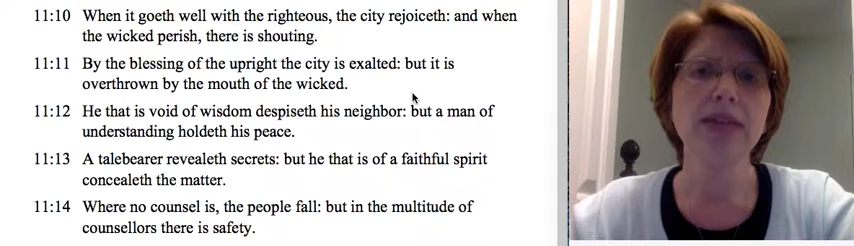 11:10 When it goeth well with the righteous, the city rejoiceth: and when
the wicked perish, there is shouting.
11:11 By the blessing of the upright the city is exalted: but it is
overthrown by the mouth of the wicked.
11:12 He that is void of wisdom despiseth his neighbor: but a man of
understanding holdeth his peace.
11:13 A talebearer revealeth secrets: but he that is of a faithful spirit
concealeth the matter.
11:14 Where no counsel is, the people fall: but in the multitude of
counsellors there is safety.